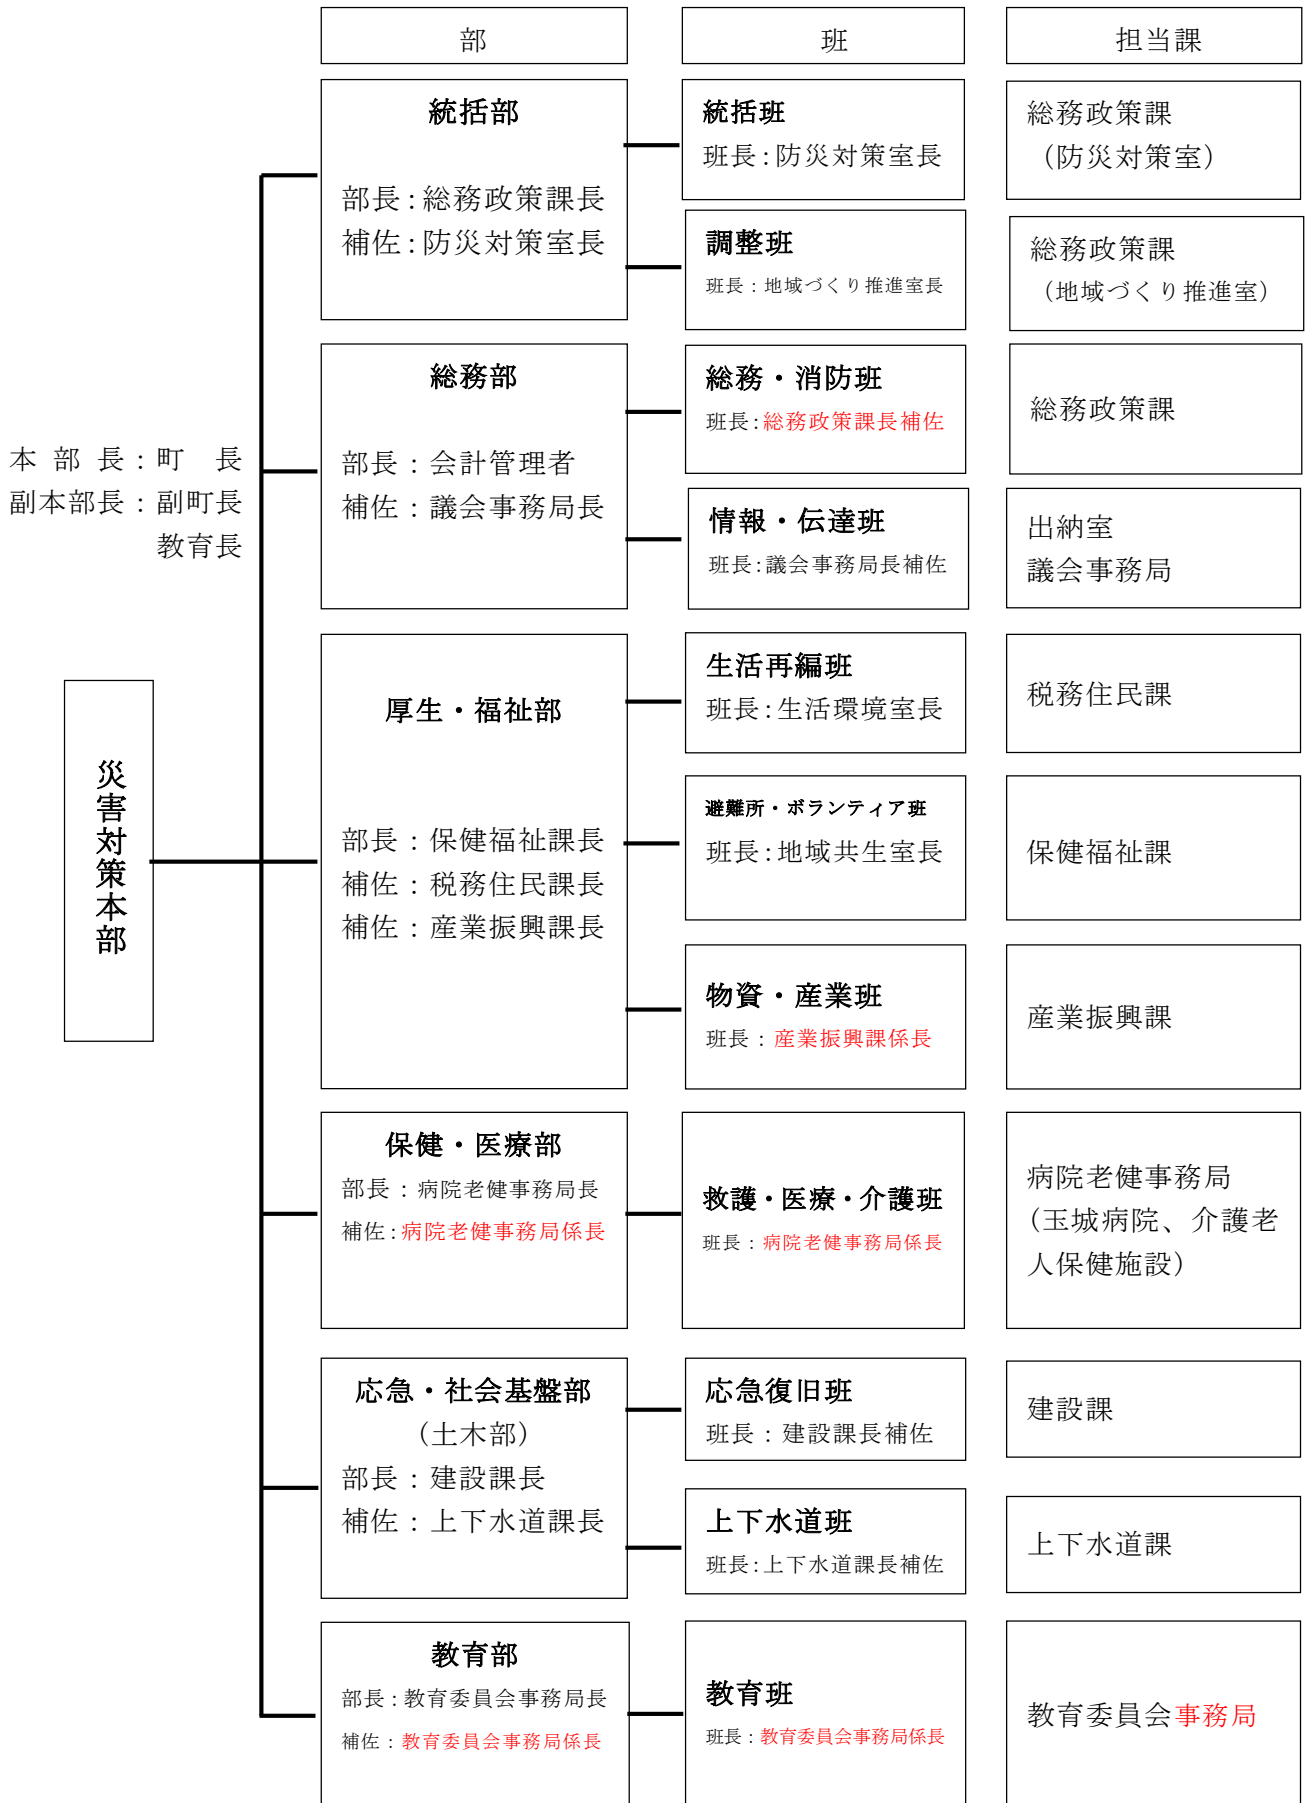 部
班
担当課
本部長：町　長
副本部長：副町長
教育長
災害対策本部
統括部
部長：総務政策課長
補佐：防災対策室長
統括班
班長：防災対策室長
総務政策課
（防災対策室）
調整班
班長：地域づくり推進室長
総務政策課
（地域づくり推進室）
総務部
部長：会計管理者
補佐：議会事務局長
総務・消防班
班長：総務政策課長補佐
総務政策課
情報・伝達班
班長：議会事務局長補佐
出納室
議会事務局
厚生・福祉部
部長：保健福祉課長
補佐：税務住民課長
補佐：産業振興課長
生活再編班
班長：生活環境室長
税務住民課
避難所・ボランティア班
班長：地域共生室長
保健福祉課
物資・産業班
班長：産業振興課係長
産業振興課
保健・医療部
部長：病院老健事務局長
補佐：病院老健事務局係長
救護・医療・介護班
班長：病院老健事務局係長
病院老健事務局
（玉城病院、介護老
人保健施設）
応急・社会基盤部
（土木部）
部長：建設課長
補佐：上下水道課長
応急復旧班
班長：建設課長補佐
建設課
上下水道班
班長：上下水道課長補佐
上下水道課
教育部
部長：教育委員会事務局長
補佐：教育委員会事務局係長
教育班
班長：教育委員会事務局係長
教育委員会事務局